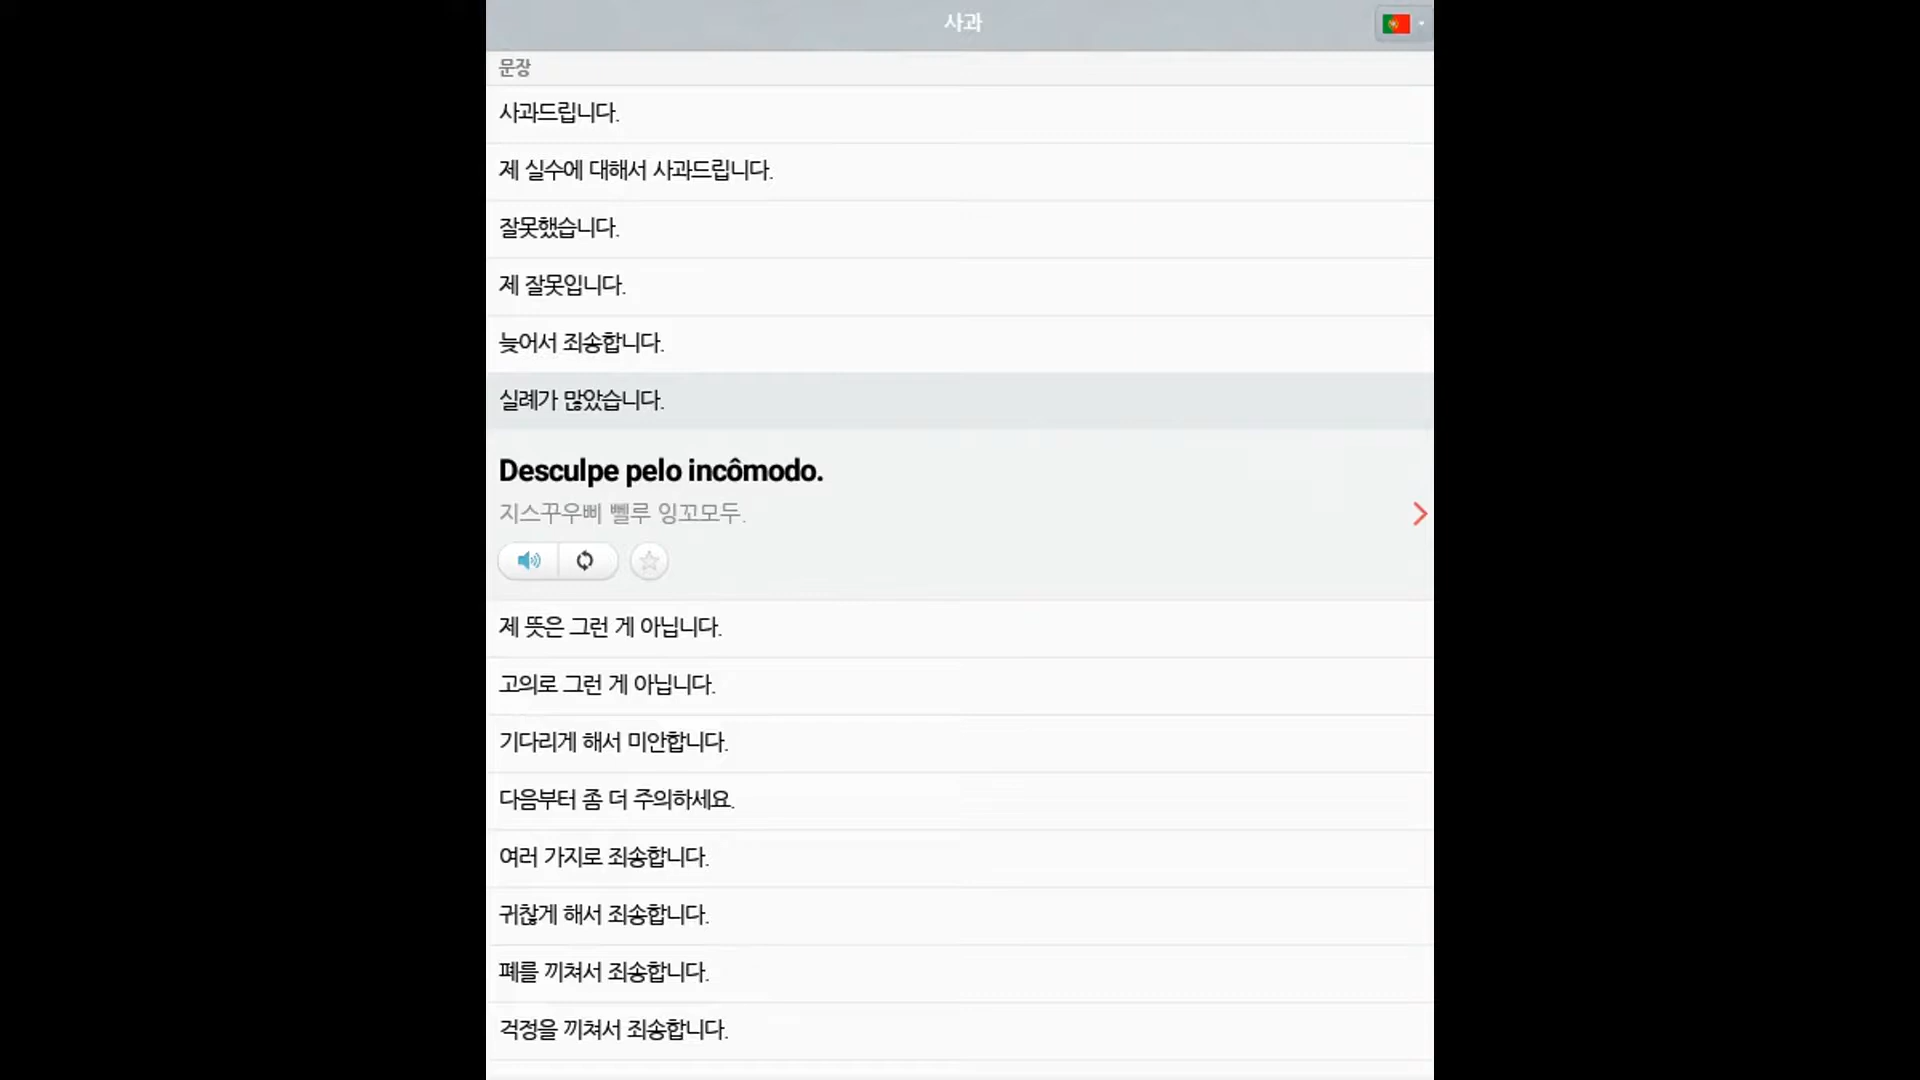 사과
문장
사과드립니다.
제 실수에 대해서 사과드립니다.
잘못했습니다.
제 잘못입니다.
늦어서 죄송합니다.
실례가 많았습니다.
Desculpe pelo incômodo.
지스꾸우삐 뻴루 잉꼬모두.
제 뜻은 그런 게 아닙니다.
고의로 그런 게 아닙니다.
기다리게 해서 미안합니다.
다음부터 좀 더 주의하세요.
여러 가지로 죄송합니다.
귀찮게 해서 죄송합니다.
폐를 끼쳐서 죄송합니다.
걱정을 끼쳐서 죄송합니다.